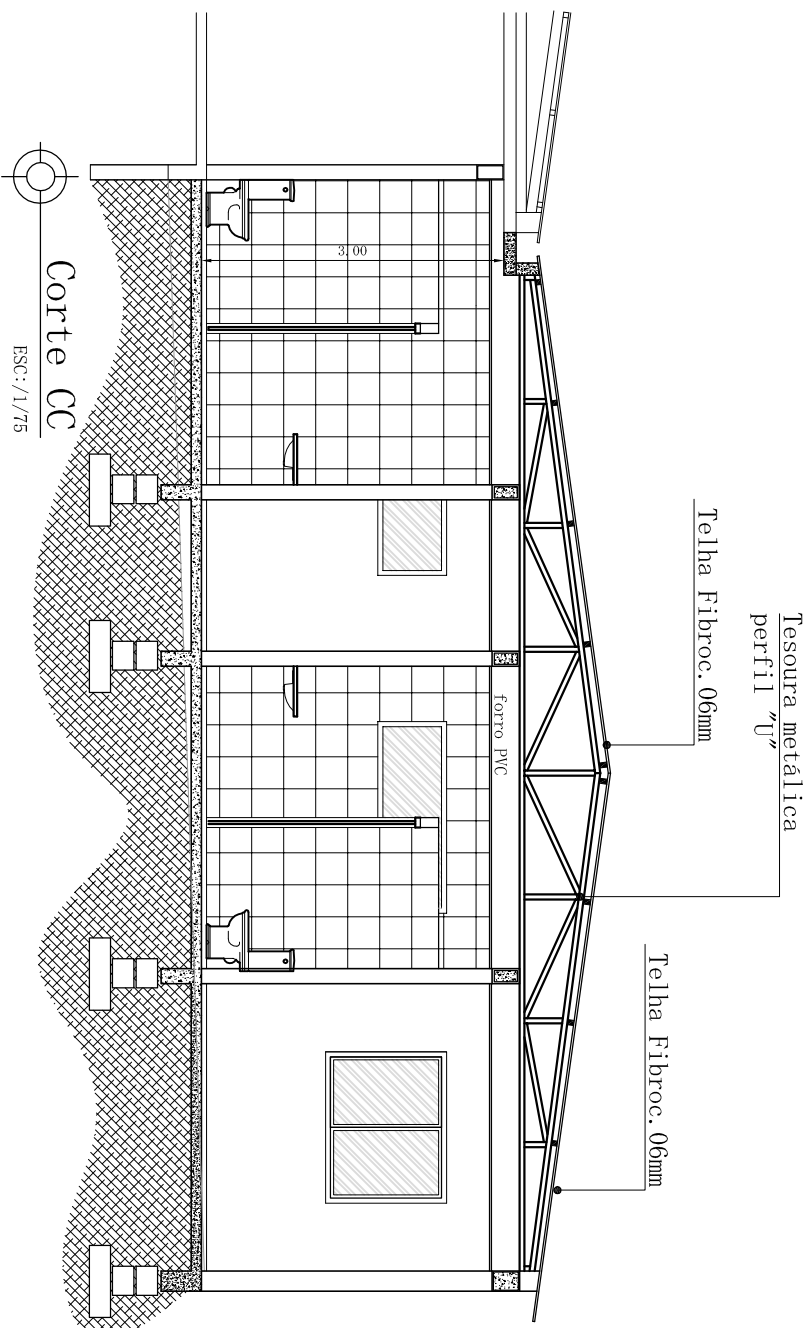 Tesoura metálica
perfil "U"
Telha Fibroc. 06mm
Telha Fibroc. 06mm
forro PVC
3.00
Corte CC
ESC:/1/75